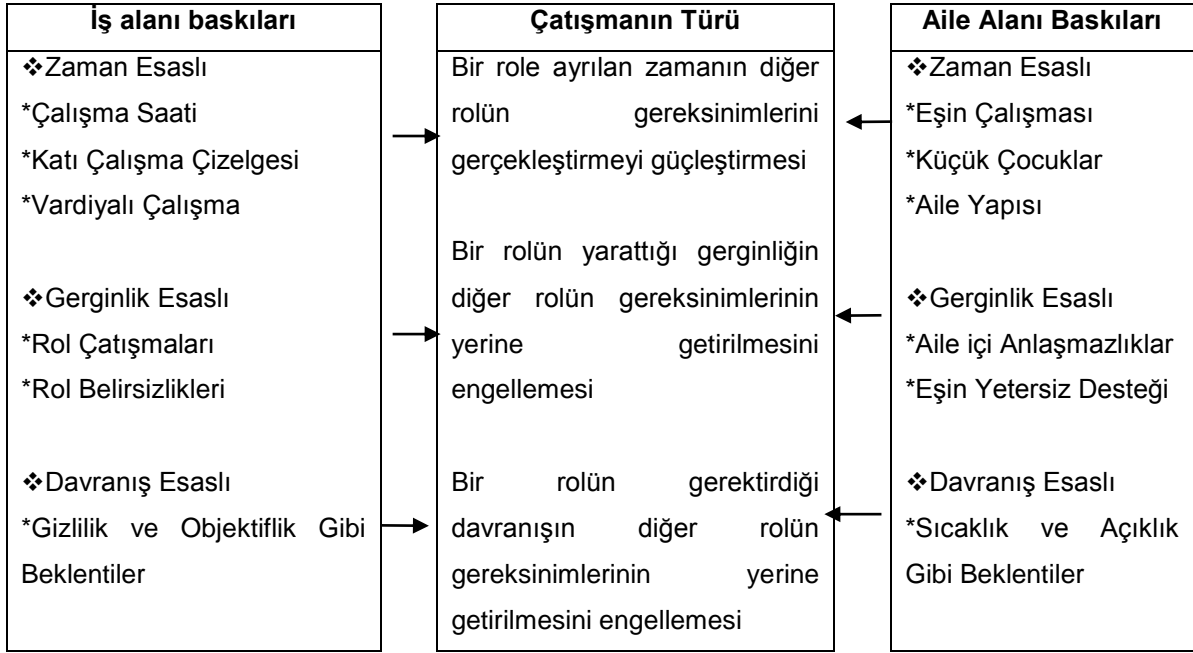 İş alanı baskıları
❖Zaman Esaslı
*Çalışma Saati
*Katı Çalışma Çizelgesi
*Vardiyalı Çalışma
❖Gerginlik Esaslı
*Rol Çatışmaları
*Rol Belirsizlikleri
❖Davranış Esaslı
*Gizlilik ve Objektiflik Gibi
Beklentiler
Çatışmanın Türü
Bir role ayrılan zamanın diğer
rolün gereksinimlerini
gerçekleştirmeyi güçleştirmesi
Bir rolün yarattığı gerginliğin
diğer rolün gereksinimlerinin
yerine getirilmesini
engellemesi
Bir rolün gerektirdiği
davranışın diğer rolün
gereksinimlerinin yerine
getirilmesini engellemesi
Aile Alanı Baskıları
❖Zaman Esaslı
*Eşin Çalışması
*Küçük Çocuklar
*Aile Yapısı
❖Gerginlik Esaslı
*Aile içi Anlaşmazlıklar
*Eşin Yetersiz Desteği
❖Davranış Esaslı
*Sıcaklık ve Açıklık
Gibi Beklentiler